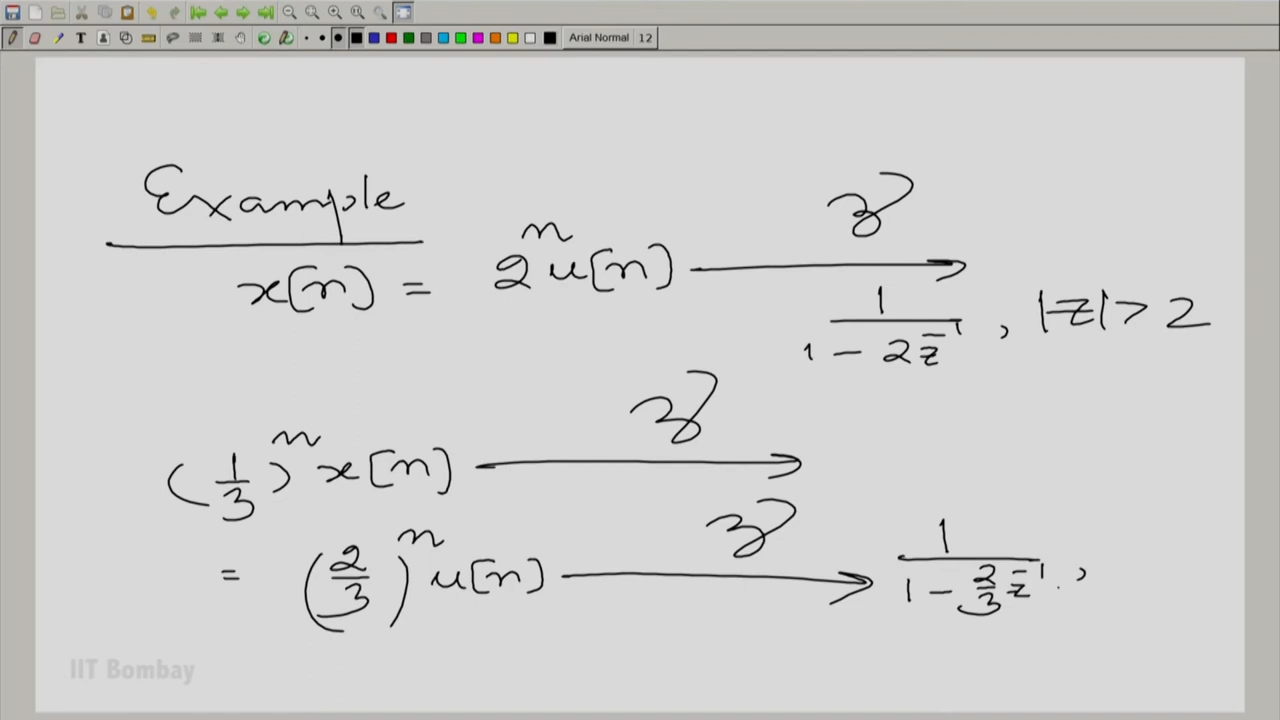 Arial Normal 12
Example
x[n] = 2^n u[n] ⟶ᶻ
1/(1 - 2z^-1) , |z| > 2
(1/3)^n x[n] ⟶ᶻ
= (2/3)^n u[n] ⟶ᶻ 1/(1 - 2/3 z^-1) ,
IIT Bombay